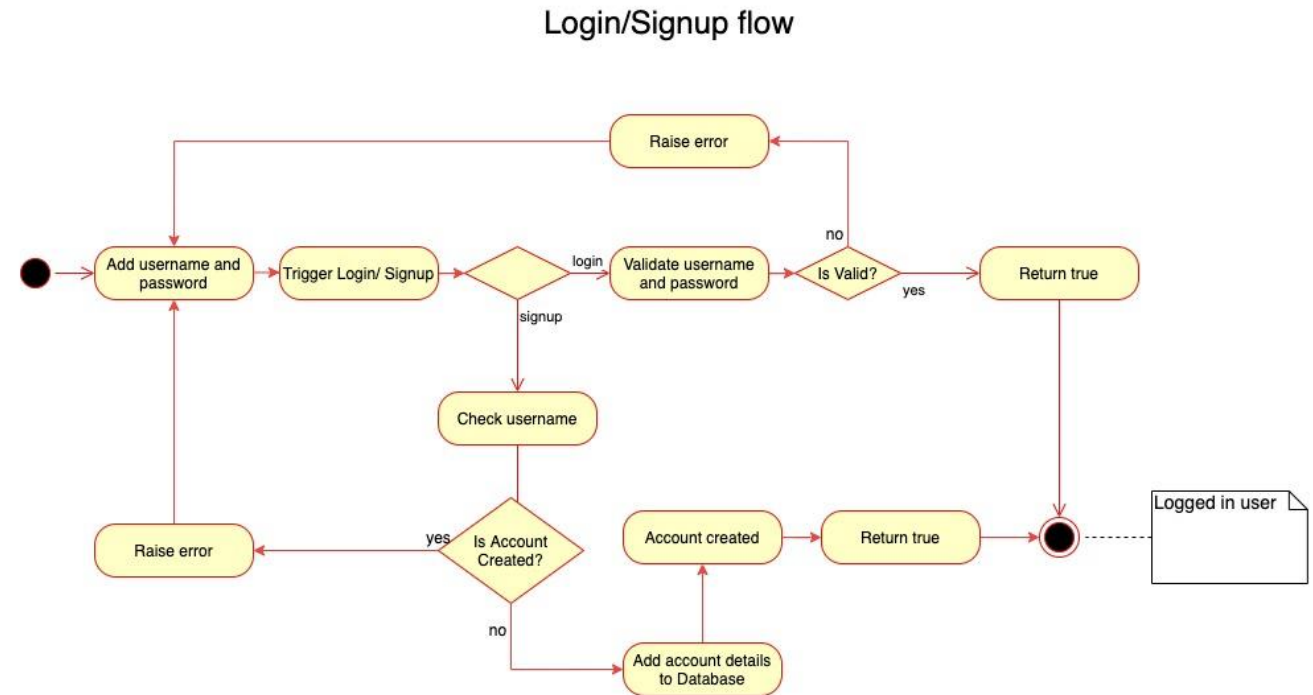 Login/Signup flow
Raise error
no
Add username and
password
Trigger Login/ Signup
login
Validate username
and password
Is Valid?
yes
Return true
signup
Check username
Logged in user
Raise error
yes
Is Account
Created?
Account created
Return true
no
Add account details
to Database